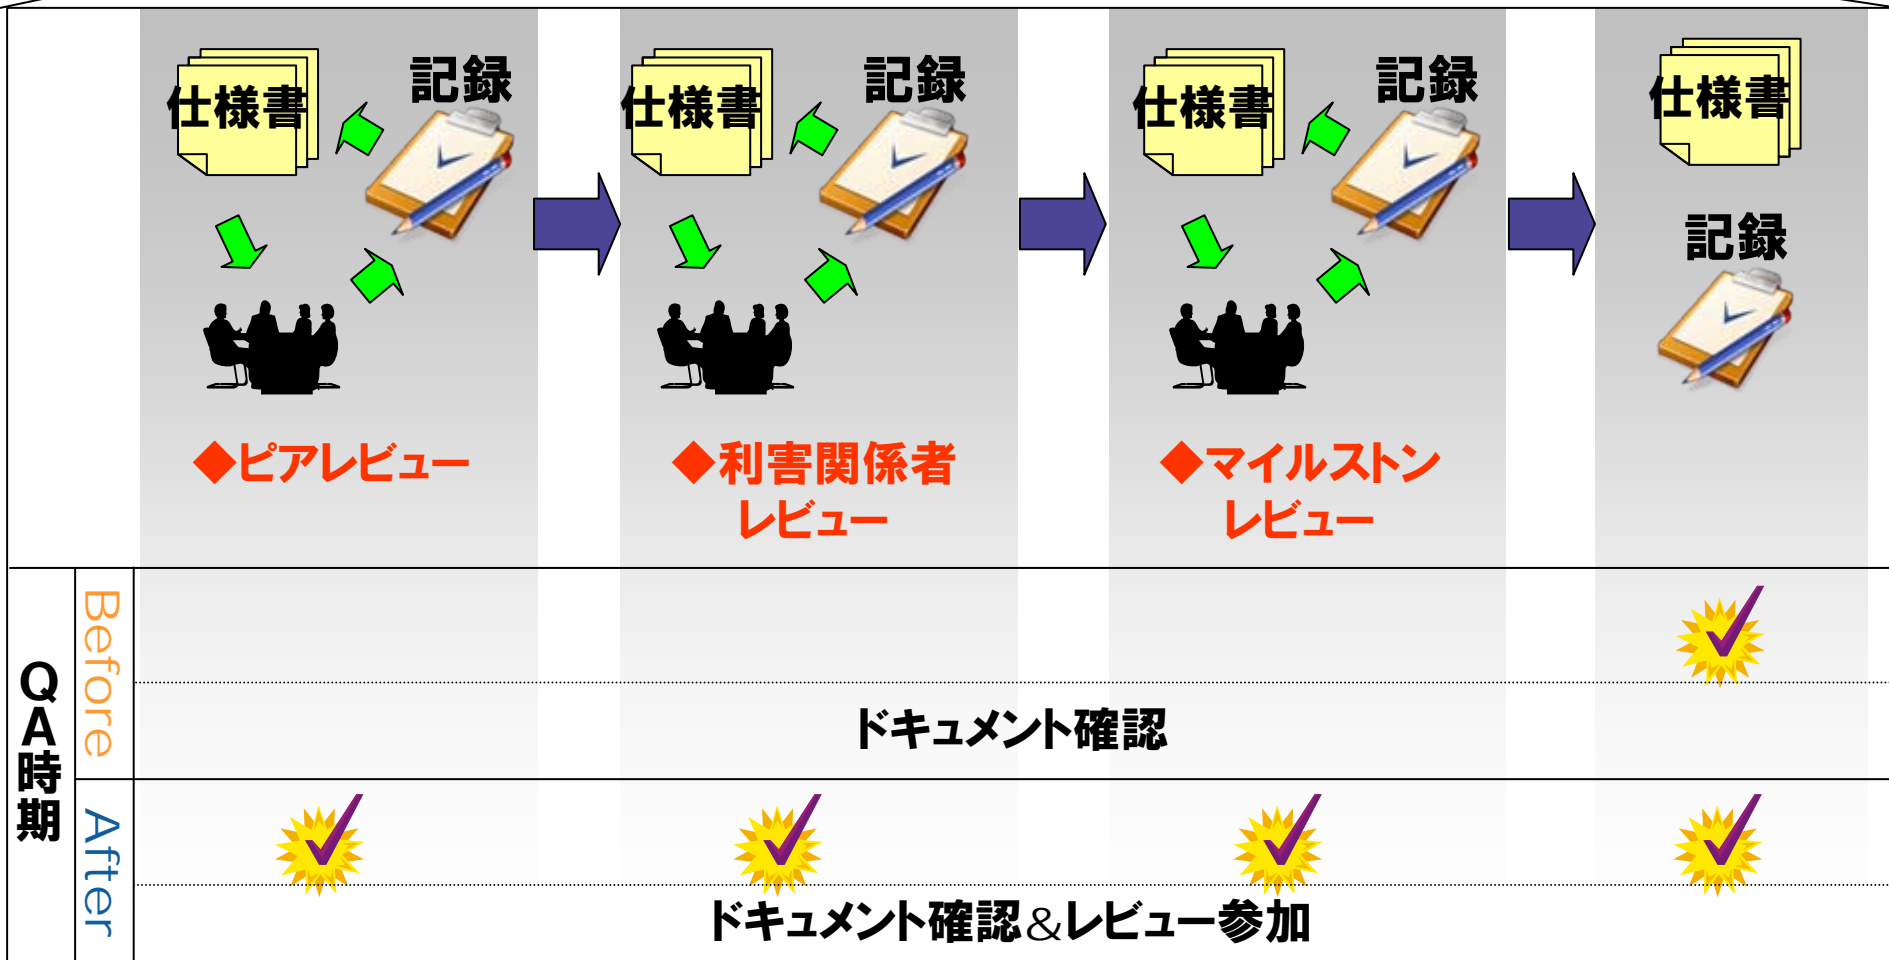 仕様書
記録
仕様書
記録
仕様書
記録
仕様書
記録
◆ピアレビュー
◆利害関係者
レビュー
◆マイルストン
レビュー
QA時期
Before
ドキュメント確認
After
ドキュメント確認&レビュー参加